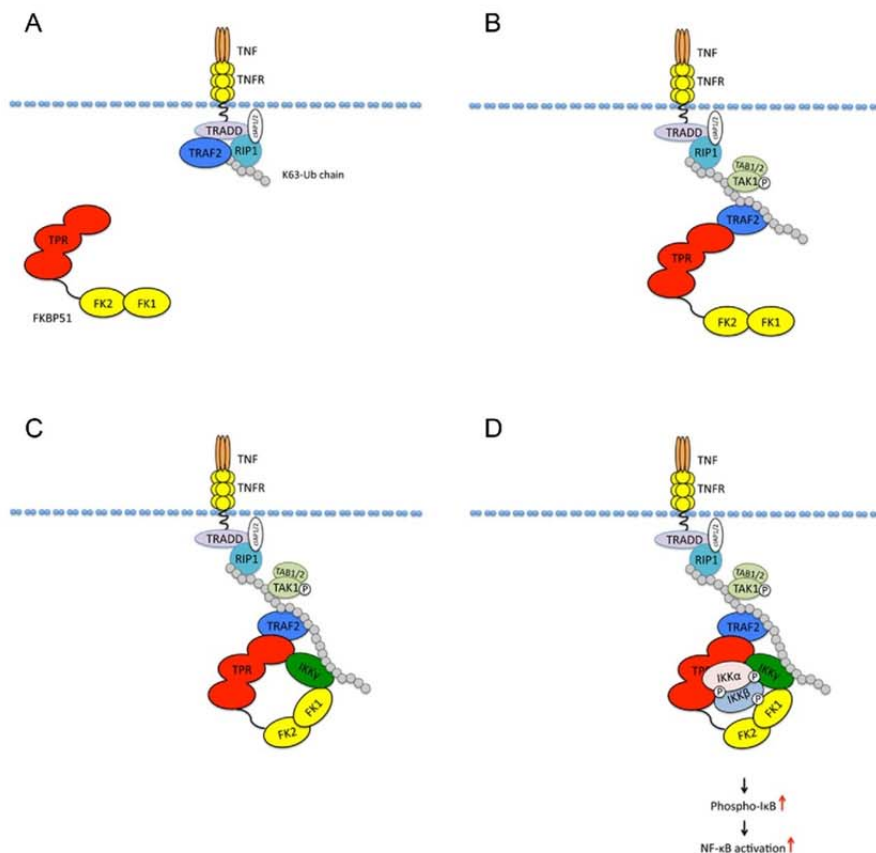 A
TNF
TNFR
TRADD
cIAP1/2
TRAF2
RIP1
K63-Ub chain
TPR
FK2
FK1
FKBP51
B
TNF
TNFR
TRADD
cIAP1/2
RIP1
TAB1/2
TAK1
P
TRAF2
TPR
FK2
FK1
C
TNF
TNFR
TRADD
cIAP1/2
RIP1
TAB1/2
TAK1
P
TRAF2
TPR
IKKγ
FK1
FK2
D
TNF
TNFR
TRADD
cIAP1/2
RIP1
TAB1/2
TAK1
P
TRAF2
TPR
IKKα
IKKγ
P
P
IKKβ
P
FK1
FK2
Phospho-IκB
NF-κB activation